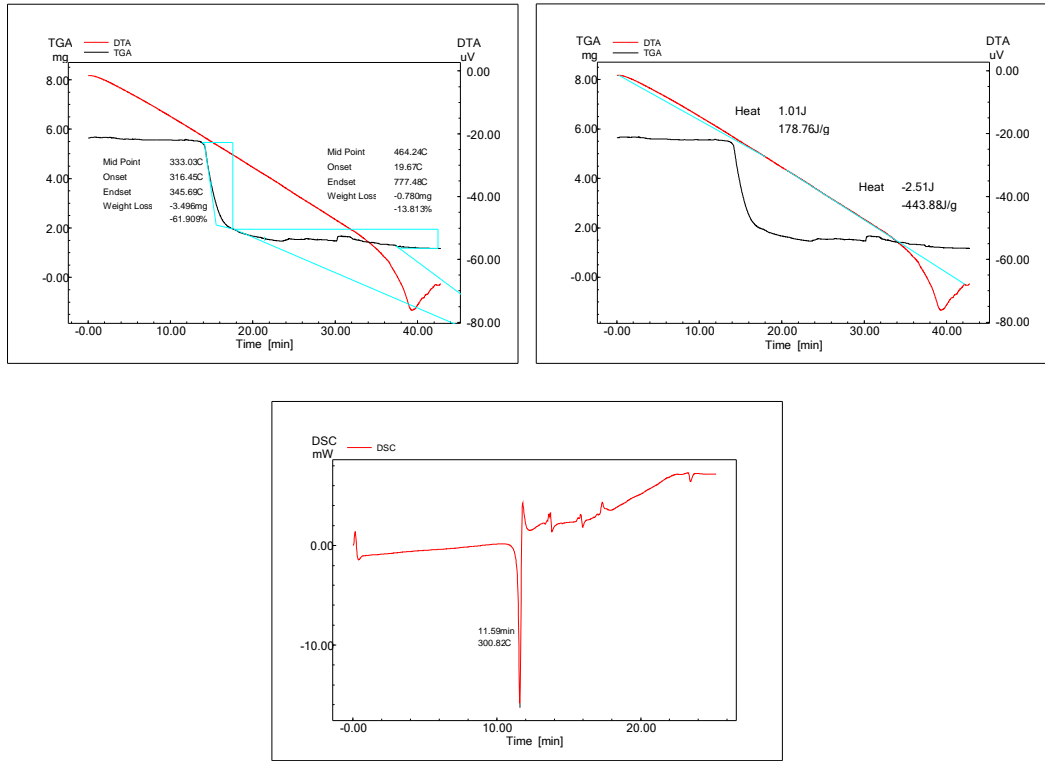 TGA
mg
DTA
TGA
DTA
uV
8.00
6.00
4.00
2.00
-0.00
0.00
-20.00
-40.00
-60.00
-80.00
Mid Point 333.03C
Onset 316.45C
Endset 345.69C
Weight Loss -3.496mg
-61.909%
Mid Point 464.24C
Onset 19.67C
Endset 777.48C
Weight Loss -0.780mg
-13.813%
-0.00 10.00 20.00 30.00 40.00
Time [min]
TGA
mg
DTA
TGA
DTA
uV
8.00
6.00
4.00
2.00
-0.00
0.00
-20.00
-40.00
-60.00
-80.00
Heat 1.01J
178.76J/g
Heat -2.51J
-443.88J/g
-0.00 10.00 20.00 30.00 40.00
Time [min]
DSC
mW
DSC
0.00
-10.00
11.59min
300.82C
-0.00 10.00 20.00
Time [min]